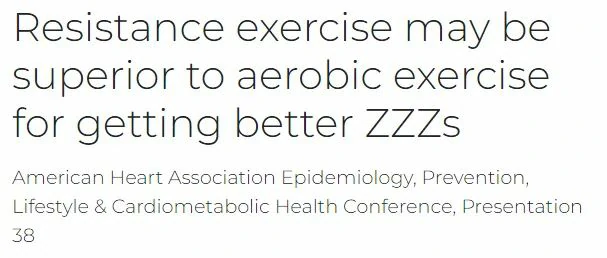 Resistance exercise may be
superior to aerobic exercise
for getting better ZZZs
American Heart Association Epidemiology, Prevention,
Lifestyle & Cardiometabolic Health Conference, Presentation
38